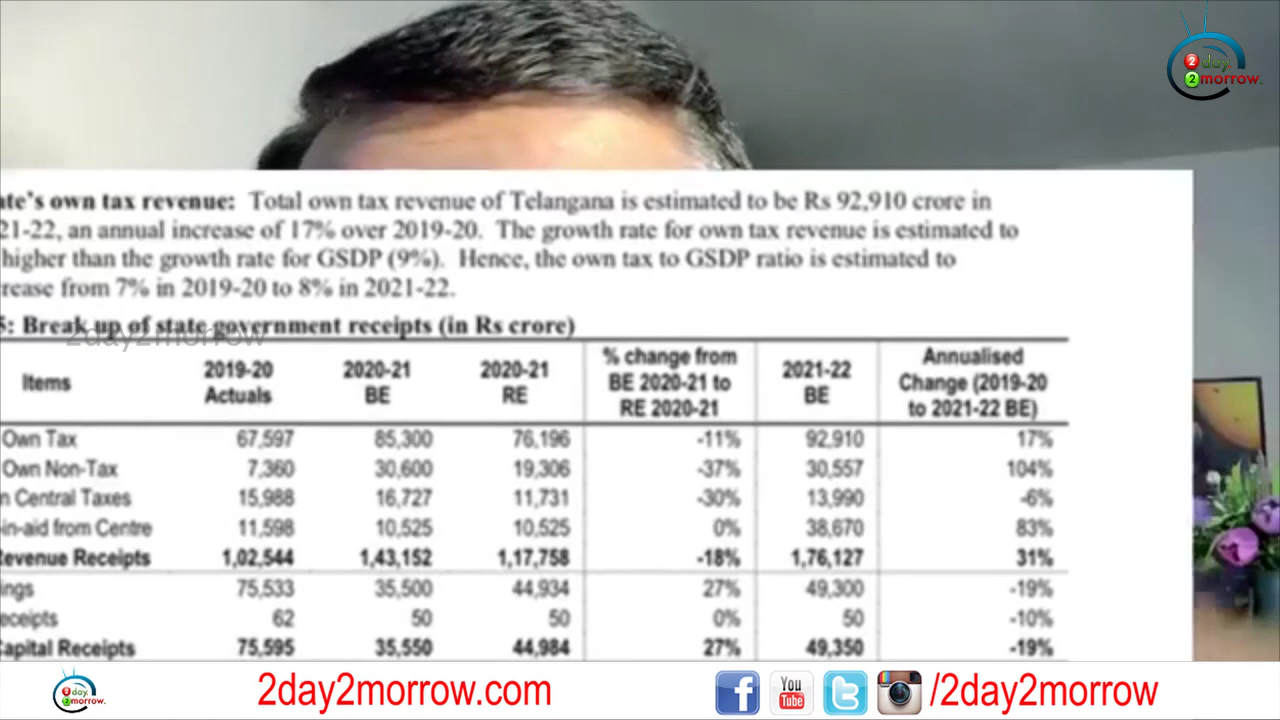 2day.
2morrow.
ate's own tax revenue: Total own tax revenue of Telangana is estimated to be Rs 92,910 crore in
21-22, an annual increase of 17% over 2019-20. The growth rate for own tax revenue is estimated to
higher than the growth rate for GSDP (9%). Hence, the own tax to GSDP ratio is estimated to
rease from 7% in 2019-20 to 8% in 2021-22.
5: Break up of state government receipts (in Rs crore)
2day2morrow
Items 2019-20 Actuals 2020-21 BE 2020-21 RE % change from BE 2020-21 to RE 2020-21 2021-22 BE Annualised Change (2019-20 to 2021-22 BE)
Own Tax 67,597 85,300 76,196 -11% 92,910 17%
Own Non-Tax 7,360 30,600 19,306 -37% 30,557 104%
n Central Taxes 15,988 16,727 11,731 -30% 13,990 -6%
-in-aid from Centre 11,598 10,525 10,525 0% 38,670 83%
Revenue Receipts 1,02,544 1,43,152 1,17,758 -18% 1,76,127 31%
ings 75,533 35,500 44,934 27% 49,300 -19%
eceipts 62 50 50 0% 50 -10%
Capital Receipts 75,595 35,550 44,984 27% 49,350 -19%
2day.
2morrow.
2day2morrow.com
f
You
Tube
t
/2day2morrow